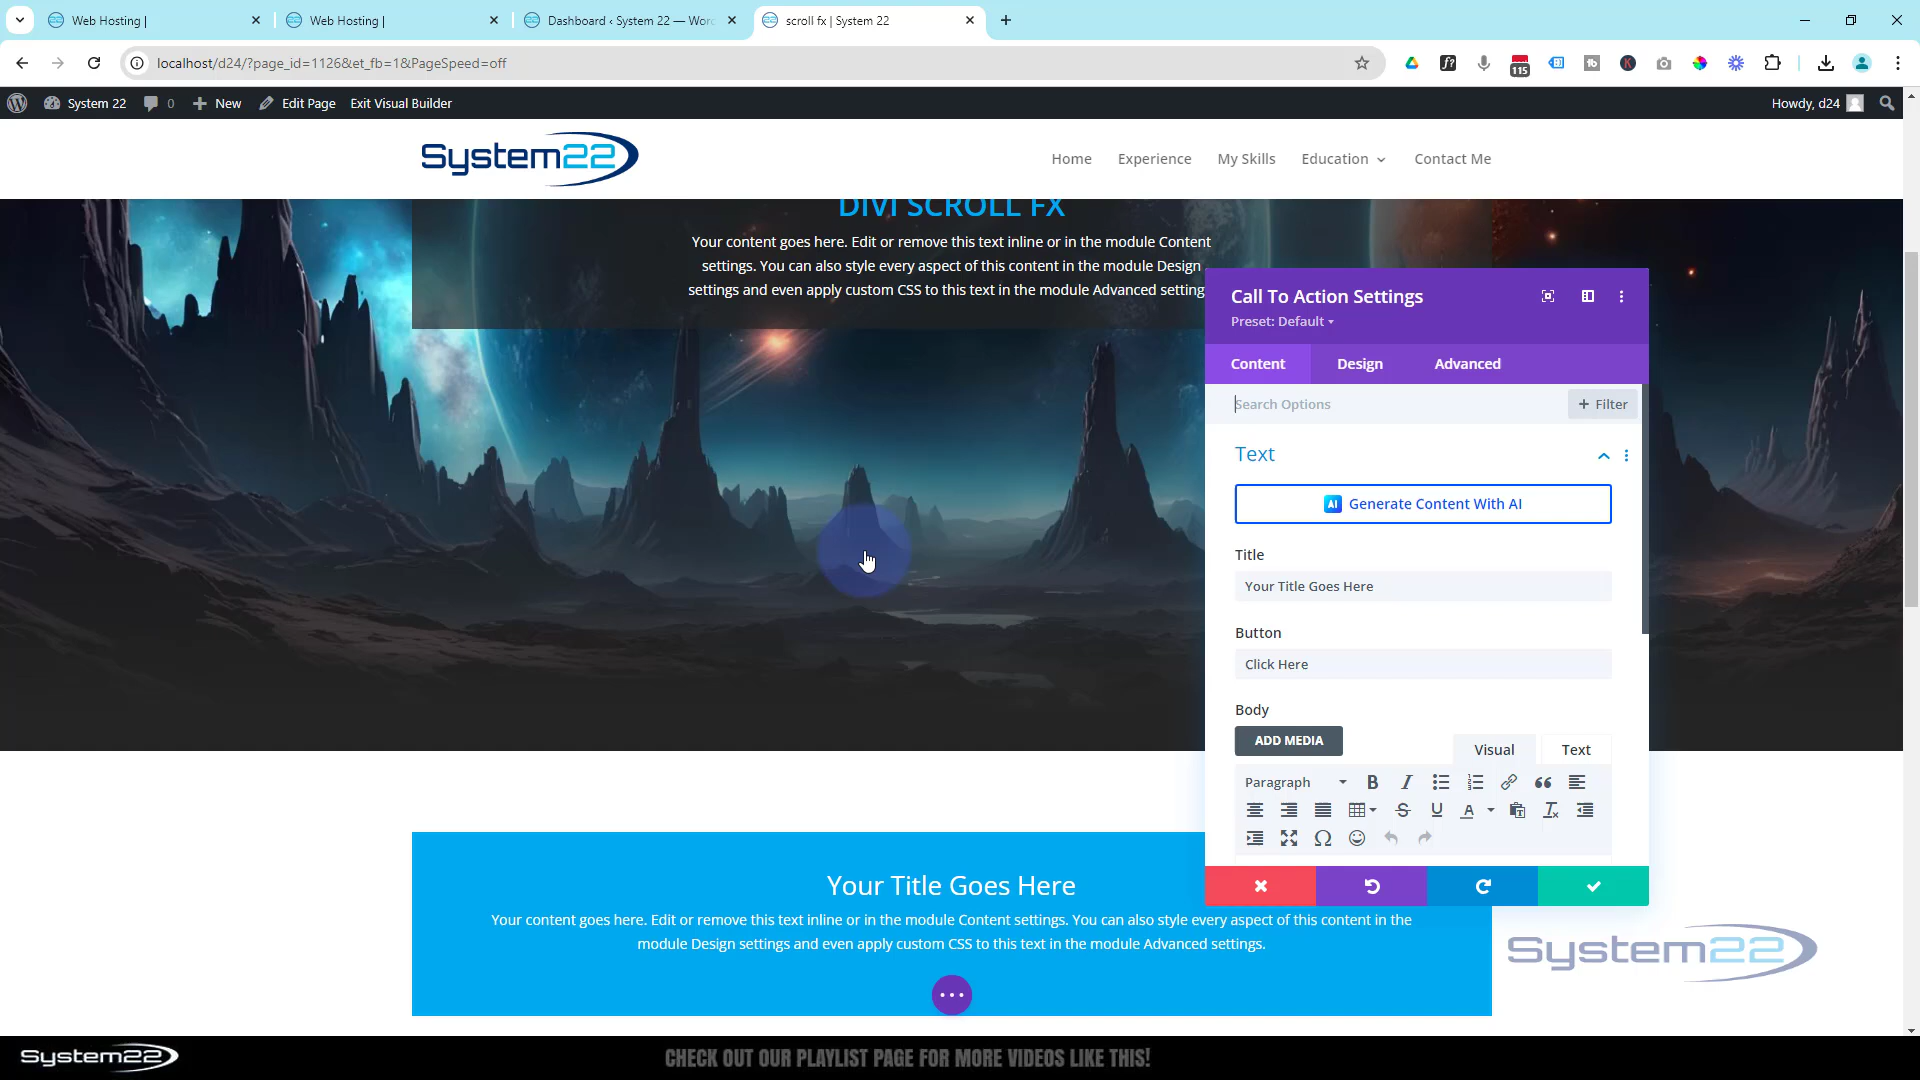 Web Hosting |
Web Hosting |
Dashboard ‹ System 22 — Worc
scroll fx | System 22
localhost/d24/?page_id=1126&et_fb=1&PageSpeed=off
115
System 22
0
New
Edit Page
Exit Visual Builder
Howdy, d24
System22
Home
Experience
My Skills
Education
Contact Me
DIVI SCROLL FX
Your content goes here. Edit or remove this text inline or in the module Content
settings. You can also style every aspect of this content in the module Design
settings and even apply custom CSS to this text in the module Advanced setting
Call To Action Settings
Preset: Default
Content
Design
Advanced
Search Options
+ Filter
Text
AI Generate Content With AI
Title
Your Title Goes Here
Button
Click Here
Body
ADD MEDIA
Visual
Text
Paragraph
Your Title Goes Here
Your content goes here. Edit or remove this text inline or in the module Content settings. You can also style every aspect of this content in the
module Design settings and even apply custom CSS to this text in the module Advanced settings.
System22
System22
CHECK OUT OUR PLAYLIST PAGE FOR MORE VIDEOS LIKE THIS!